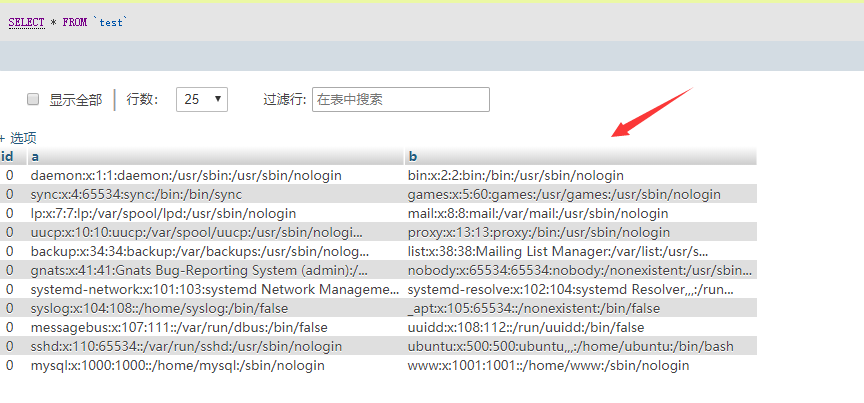 SELECT * FROM `test`
显示全部 行数： 25 过滤行: 在表中搜索
+ 选项
id a b
0 daemon:x:1:1:daemon:/usr/sbin:/usr/sbin/nologin bin:x:2:2:bin:/bin:/usr/sbin/nologin
0 sync:x:4:65534:sync:/bin:/bin/sync games:x:5:60:games:/usr/games:/usr/sbin/nologin
0 lp:x:7:7:lp:/var/spool/lpd:/usr/sbin/nologin mail:x:8:8:mail:/var/mail:/usr/sbin/nologin
0 uucp:x:10:10:uucp:/var/spool/uucp:/usr/sbin/nologi... proxy:x:13:13:proxy:/bin:/usr/sbin/nologin
0 backup:x:34:34:backup:/var/backups:/usr/sbin/nolog... list:x:38:38:Mailing List Manager:/var/list:/usr/s...
0 gnats:x:41:41:Gnats Bug-Reporting System (admin):/... nobody:x:65534:65534:nobody:/nonexistent:/usr/sbin...
0 systemd-network:x:101:103:systemd Network Manageme... systemd-resolve:x:102:104:systemd Resolver,,,:/run...
0 syslog:x:104:108::/home/syslog:/bin/false _apt:x:105:65534::/nonexistent:/bin/false
0 messagebus:x:107:111::/var/run/dbus:/bin/false uuidd:x:108:112::/run/uuidd:/bin/false
0 sshd:x:110:65534::/var/run/sshd:/usr/sbin/nologin ubuntu:x:500:500:ubuntu,,,:/home/ubuntu:/bin/bash
0 mysql:x:1000:1000::/home/mysql:/sbin/nologin www:x:1001:1001::/home/www:/sbin/nologin